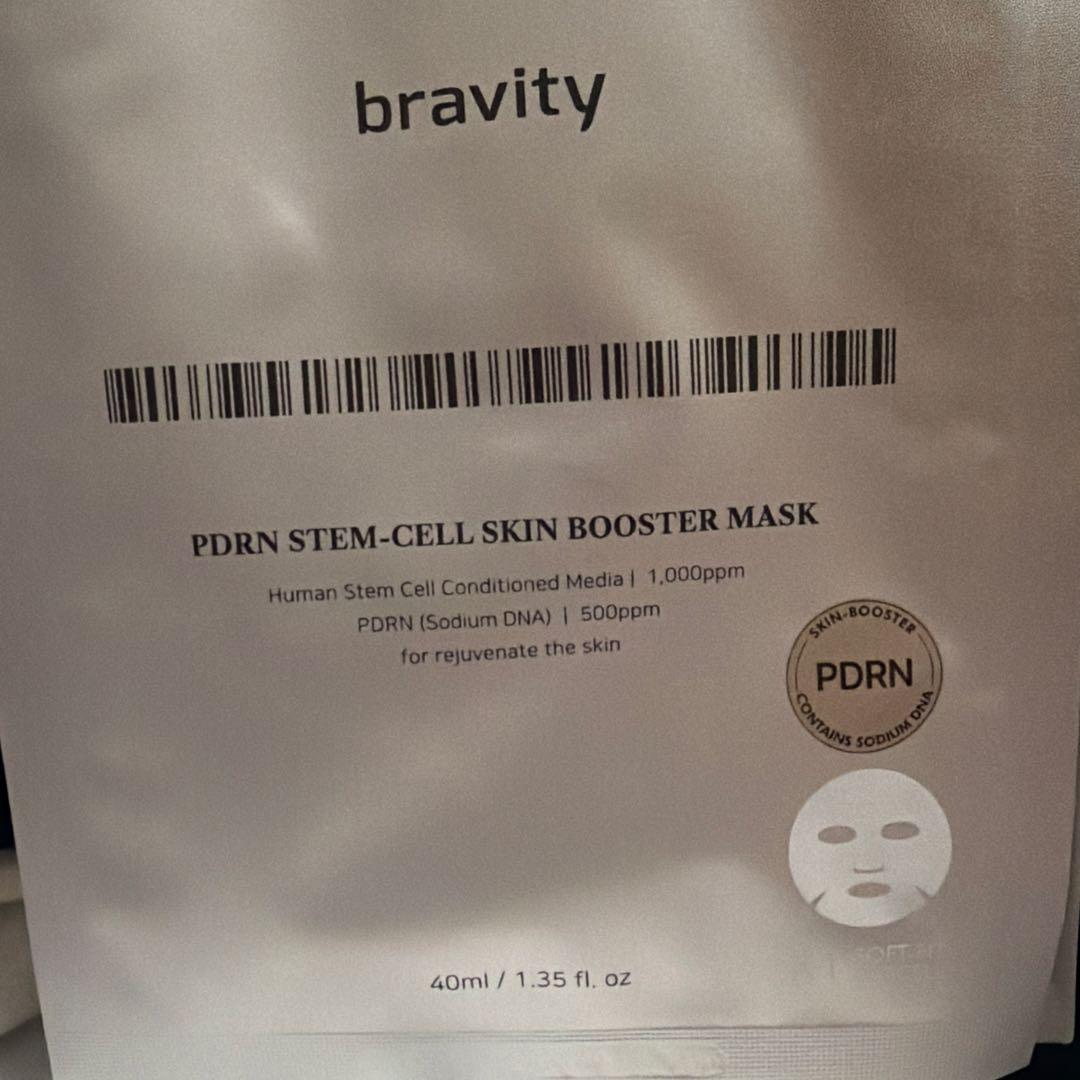 bravity
PDRN STEM-CELL SKIN BOOSTER MASK
Human Stem Cell Conditioned Media | 1,000ppm
PDRN (Sodium DNA) | 500ppm
for rejuvenate the skin
SKIN-BOOSTER
PDRN
CONTAINS SODIUM DNA
40ml / 1.35 fl. oz